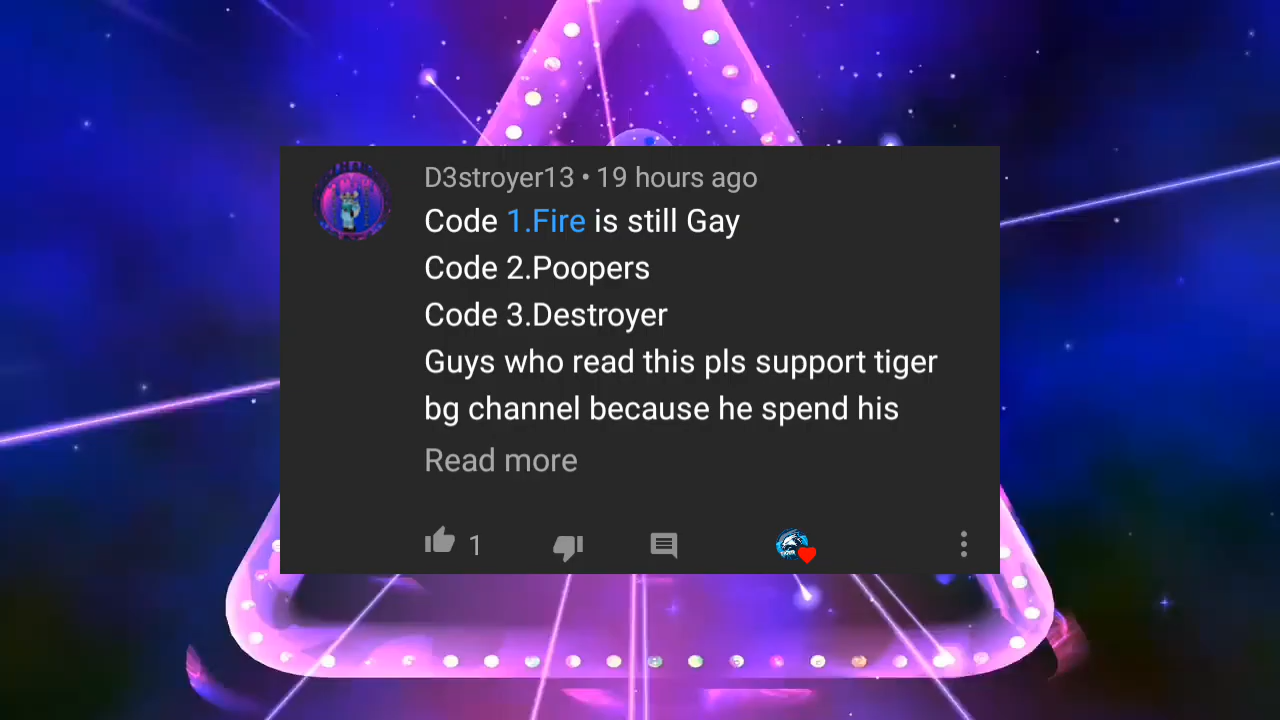 D3stroyer13 • 19 hours ago
Code 1.Fire is still Gay
Code 2.Poopers
Code 3.Destroyer
Guys who read this pls support tiger
bg channel because he spend his
Read more
1